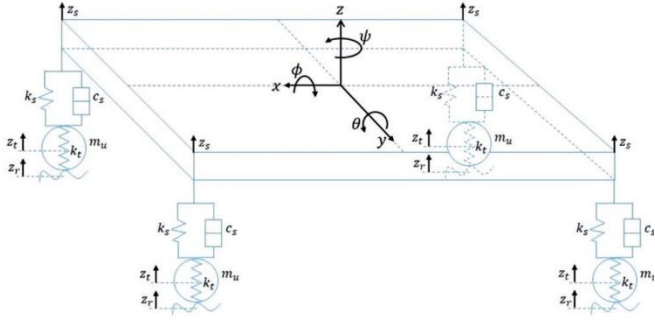 z_s
z
z_s
ψ
x
ϕ
k_s
c_s
k_s
c_s
θ
y
z_t
k_t
m_u
z_r
z_s
z_t
k_t
m_u
z_r
z_s
k_s
c_s
k_s
c_s
z_t
k_t
m_u
z_r
z_t
k_t
m_u
z_r